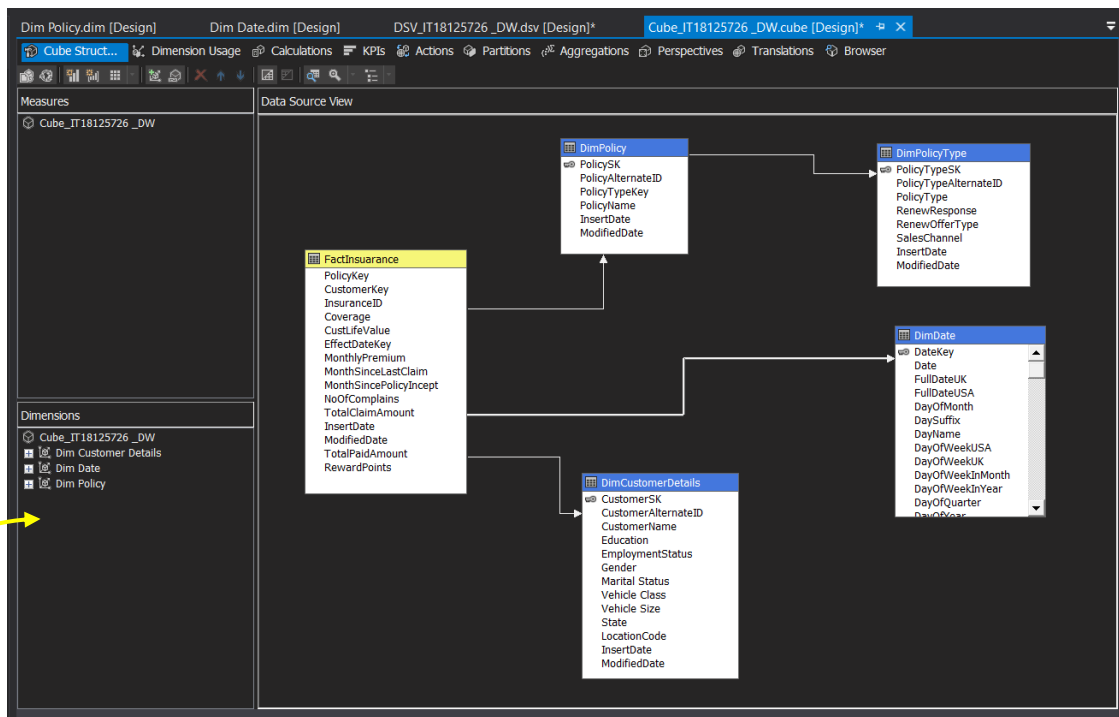 Dim Policy.dim [Design]
Dim Date.dim [Design]
DSV_IT18125726 _DW.dsv [Design]*
Cube_IT18125726 _DW.cube [Design]*
Cube Struct...
Dimension Usage
Calculations
KPIs
Actions
Partitions
Aggregations
Perspectives
Translations
Browser
Measures
Cube_IT18125726 _DW
Dimensions
Cube_IT18125726 _DW
Dim Customer Details
Dim Date
Dim Policy
Data Source View
FactInsuarance
PolicyKey
CustomerKey
InsuranceID
Coverage
CustLifeValue
EffectDateKey
MonthlyPremium
MonthSinceLastClaim
MonthSincePolicyIncept
NoOfComplains
TotalClaimAmount
InsertDate
ModifiedDate
TotalPaidAmount
RewardPoints
DimPolicy
PolicySK
PolicyAlternateID
PolicyTypeKey
PolicyName
InsertDate
ModifiedDate
DimPolicyType
PolicyTypeSK
PolicyTypeAlternateID
PolicyType
RenewResponse
RenewOfferType
SalesChannel
InsertDate
ModifiedDate
DimDate
DateKey
Date
FullDateUK
FullDateUSA
DayOfMonth
DaySuffix
DayName
DayOfWeekUSA
DayOfWeekUK
DayOfWeekInMonth
DayOfWeekInYear
DayOfQuarter
DayOfYear
DimCustomerDetails
CustomerSK
CustomerAlternateID
CustomerName
Education
EmploymentStatus
Gender
Marital Status
Vehicle Class
Vehicle Size
State
LocationCode
InsertDate
ModifiedDate